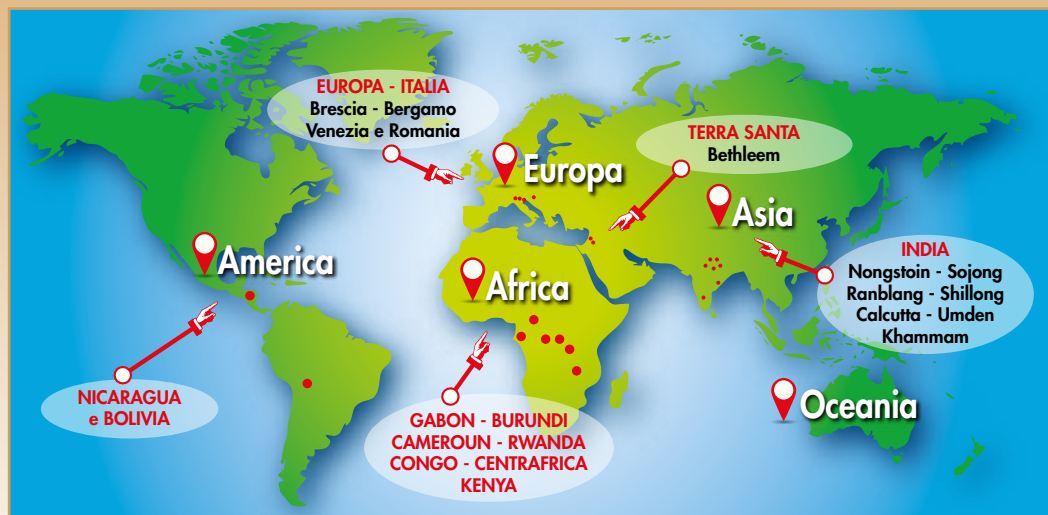 EUROPA - ITALIA
Brescia - Bergamo
Venezia e Romania
TERRA SANTA
Bethleem
Europa
Asia
America
Africa
INDIA
Nongstoin - Sojong
Ranblang - Shillong
Calcutta - Umden
Khammam
NICARAGUA
e BOLIVIA
GABON - BURUNDI
CAMEROUN - RWANDA
CONGO - CENTRAFRICA
KENYA
Oceania